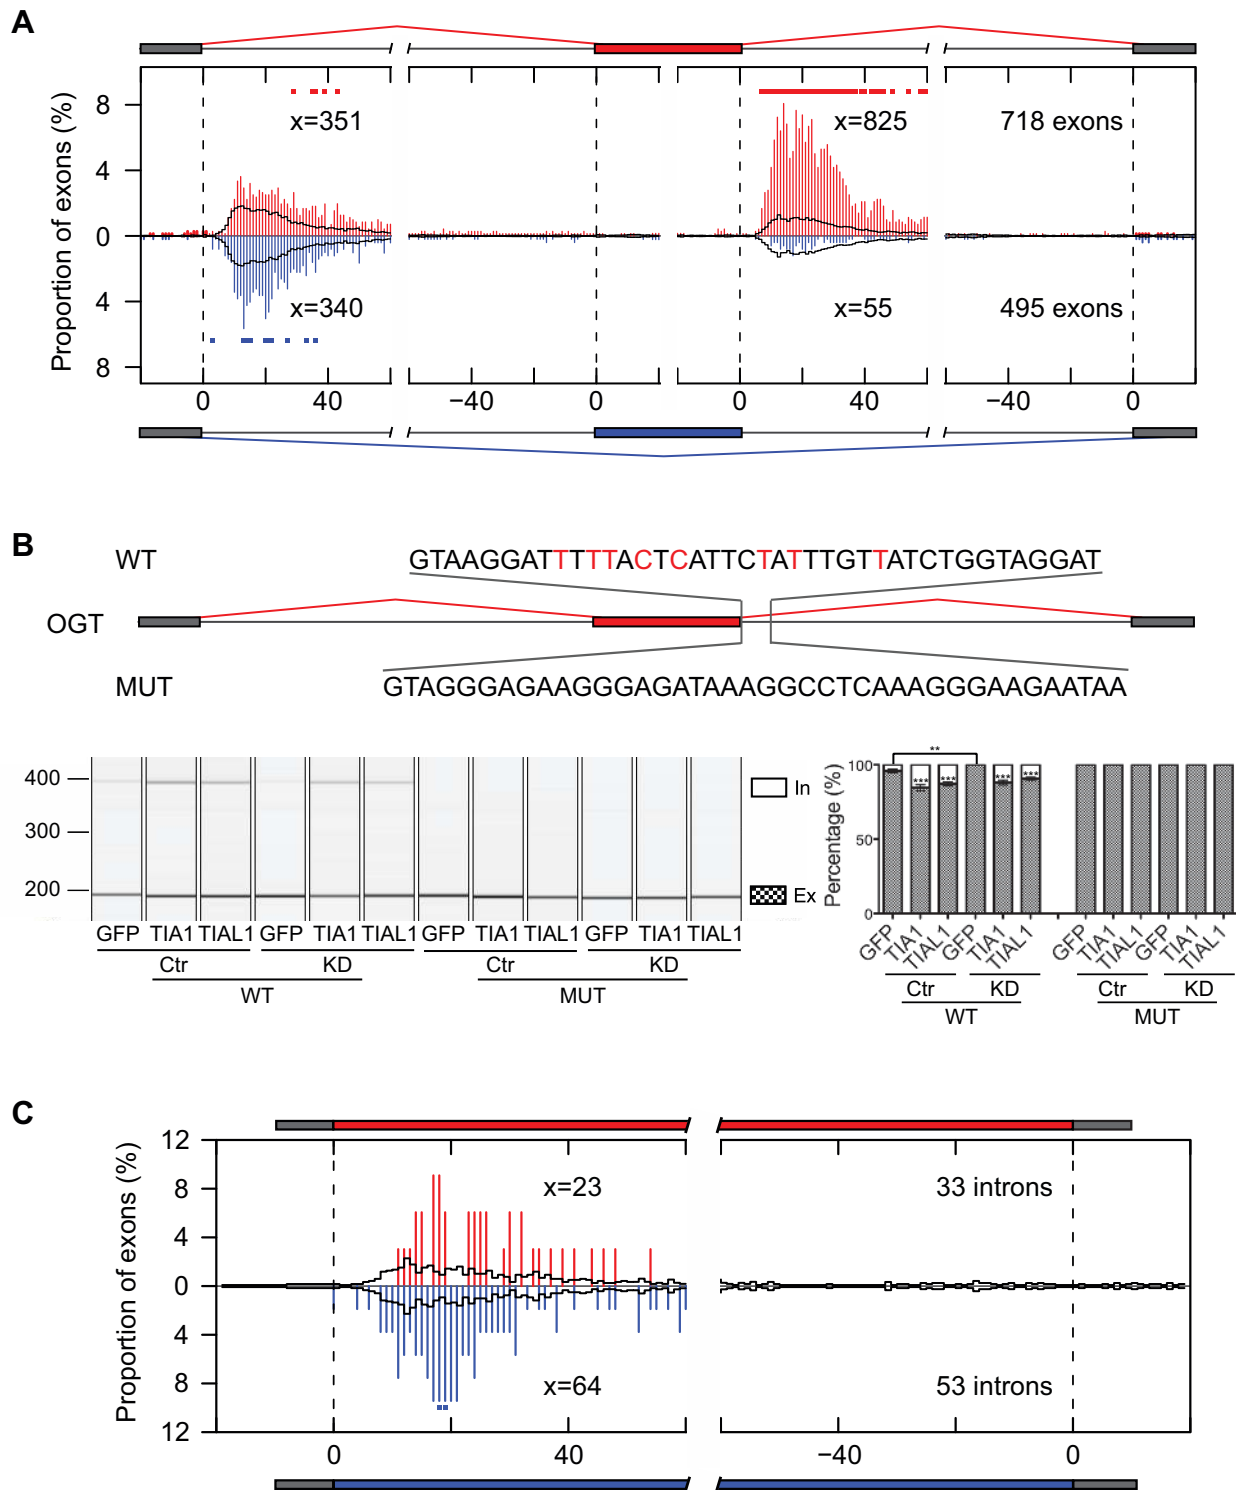 A
Proportion of exons (%)
8
4
0
4
8
x=351
x=825
718 exons
x=340
x=55
495 exons
0 40 −40 0 0 40 −40 0
B
WT
GTAAGGATTTTTACTCATTCTATTTGTTATCTGGTAGGAT
OGT
MUT
GTAGGGAGAAGGGAGATAAAGGCCTCAAAGGGAAGAATAA
400
300
200
In
Ex
GFP TIA1 TIAL1 GFP TIA1 TIAL1 GFP TIA1 TIAL1 GFP TIA1 TIAL1
Ctr KD Ctr KD
WT MUT
Percentage (%)
100
50
0
**
*** *** *** ***
GFP TIA1 TIAL1 GFP TIA1 TIAL1 GFP TIA1 TIAL1 GFP TIA1 TIAL1
Ctr KD Ctr KD
WT MUT
C
Proportion of exons (%)
12
8
4
0
4
8
12
x=23
33 introns
x=64
53 introns
0 40 −40 0